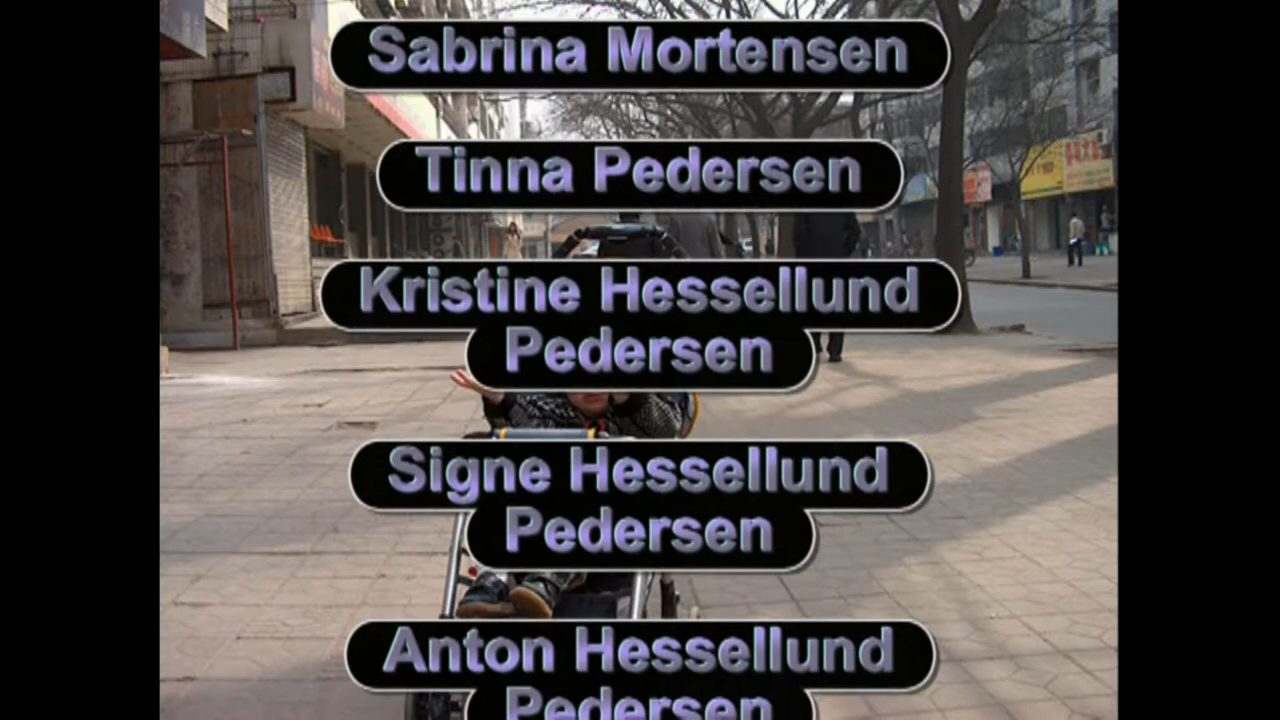 Sabrina Mortensen
Tinna Pedersen
Kristine Hessellund
Pedersen
Signe Hessellund
Pedersen
Anton Hessellund
Pedersen